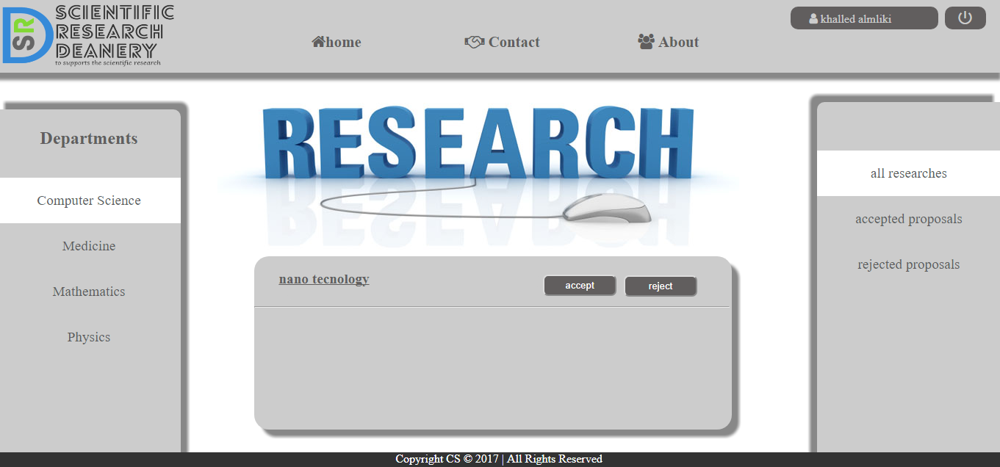 SR
SCIENTIFIC
RESEARCH
DEANERY
to supports the scientific research
home
Contact
About
khalled almliki
Departments
Computer Science
Medicine
Mathematics
Physics
RESEARCH
nano tecnology
accept
reject
all researches
accepted proposals
rejected proposals
Copyright CS © 2017 | All Rights Reserved